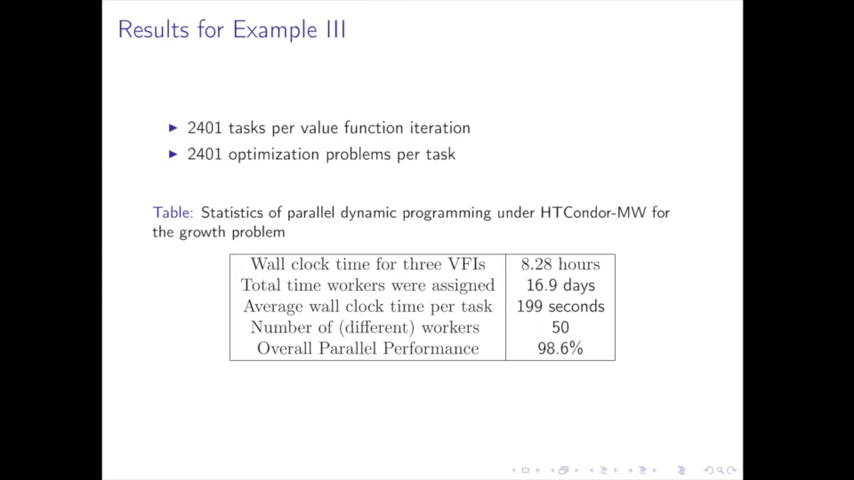 Results for Example III
2401 tasks per value function iteration
2401 optimization problems per task
Table: Statistics of parallel dynamic programming under HTCondor-MW for
the growth problem
Wall clock time for three VFIs 8.28 hours
Total time workers were assigned 16.9 days
Average wall clock time per task 199 seconds
Number of (different) workers 50
Overall Parallel Performance 98.6%